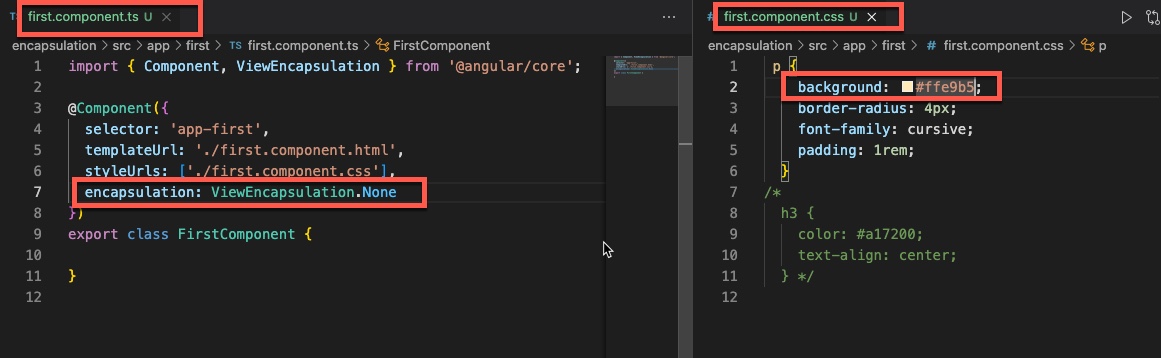 TS first.component.ts U ×
...
encapsulation > src > app > first > TS first.component.ts > FirstComponent
1 import { Component, ViewEncapsulation } from '@angular/core';
2
3 @Component({
4 selector: 'app-first',
5 templateUrl: './first.component.html',
6 styleUrls: ['./first.component.css'],
7 encapsulation: ViewEncapsulation.None
8 })
9 export class FirstComponent {
10
11 }
12
# first.component.css U ×
encapsulation > src > app > first > # first.component.css > p
1 p {
2 background: #ffe9b5;
3 border-radius: 4px;
4 font-family: cursive;
5 padding: 1rem;
6 }
7 /*
8 h3 {
9 color: #a17200;
10 text-align: center;
11 } */
12